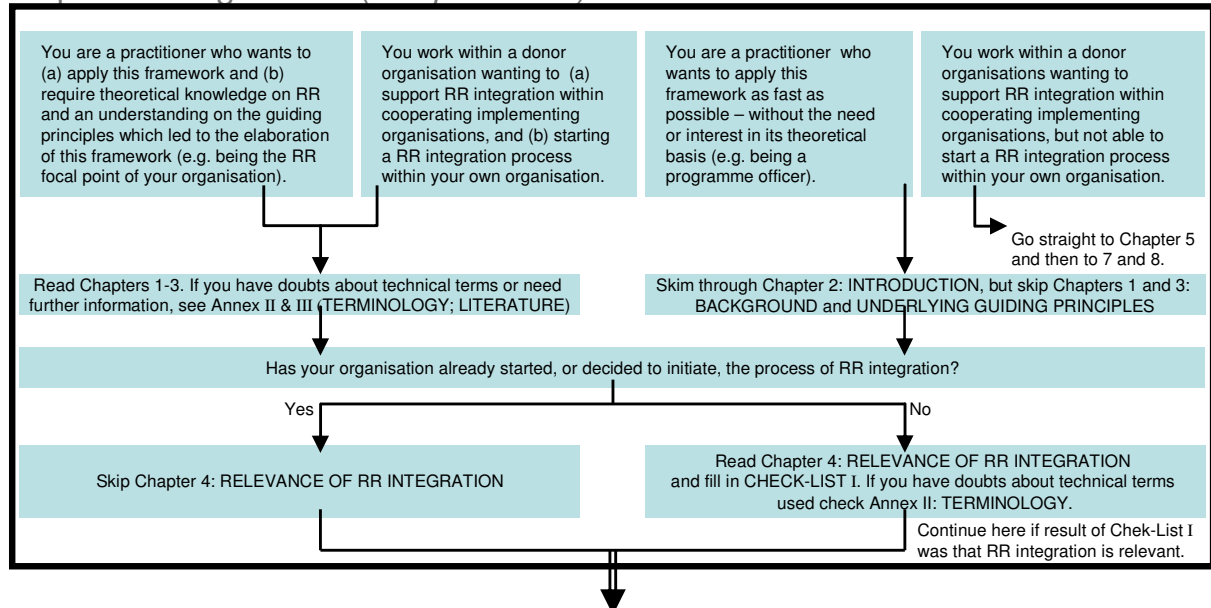 You are a practitioner who wants to
(a) apply this framework and (b)
require theoretical knowledge on RR
and an understanding on the guiding
principles which led to the elaboration
of this framework (e.g. being the RR
focal point of your organisation).
You work within a donor
organisation wanting to (a)
support RR integration within
cooperating implementing
organisations, and (b) starting
a RR integration process
within your own organisation.
You are a practitioner who
wants to apply this
framework as fast as
possible – without the need
or interest in its theoretical
basis (e.g. being a
programme officer).
You work within a donor
organisations wanting to
support RR integration within
cooperating implementing
organisations, but not able to
start a RR integration process
within your own organisation.
Go straight to Chapter 5
and then to 7 and 8.
Read Chapters 1-3. If you have doubts about technical terms or need
further information, see Annex II & III (TERMINOLOGY; LITERATURE)
Skim through Chapter 2: INTRODUCTION, but skip Chapters 1 and 3:
BACKGROUND and UNDERLYING GUIDING PRINCIPLES
Has your organisation already started, or decided to initiate, the process of RR integration?
Yes
No
Skip Chapter 4: RELEVANCE OF RR INTEGRATION
Read Chapter 4: RELEVANCE OF RR INTEGRATION
and fill in CHECK-LIST I. If you have doubts about technical terms
used check Annex II: TERMINOLOGY.
Continue here if result of Chek-List I
was that RR integration is relevant.